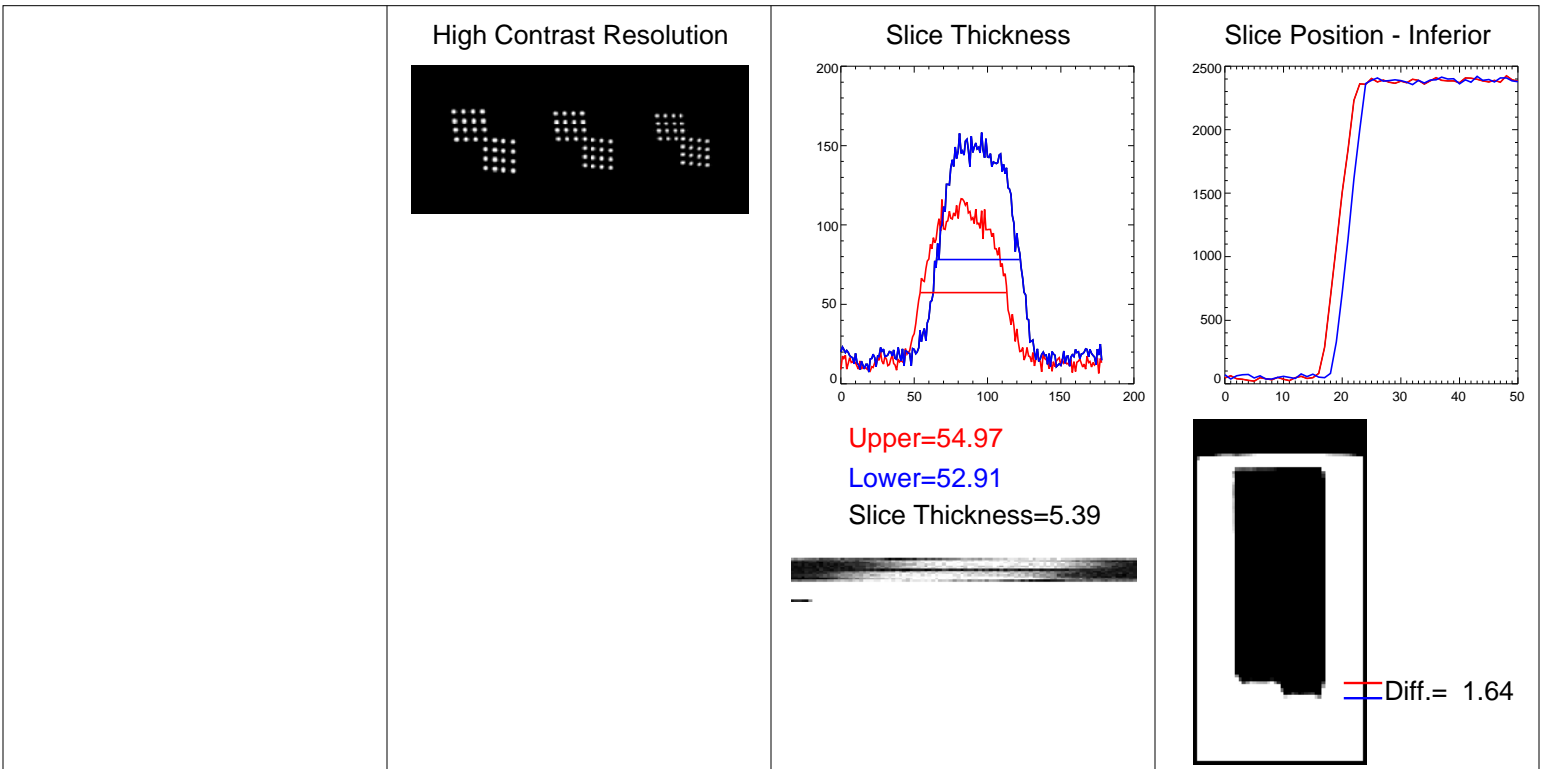 High Contrast Resolution
Slice Thickness
200
150
100
50
0
0 50 100 150 200
Upper=54.97
Lower=52.91
Slice Thickness=5.39
Slice Position - Inferior
2500
2000
1500
1000
500
0
0 10 20 30 40 50
Diff.= 1.64